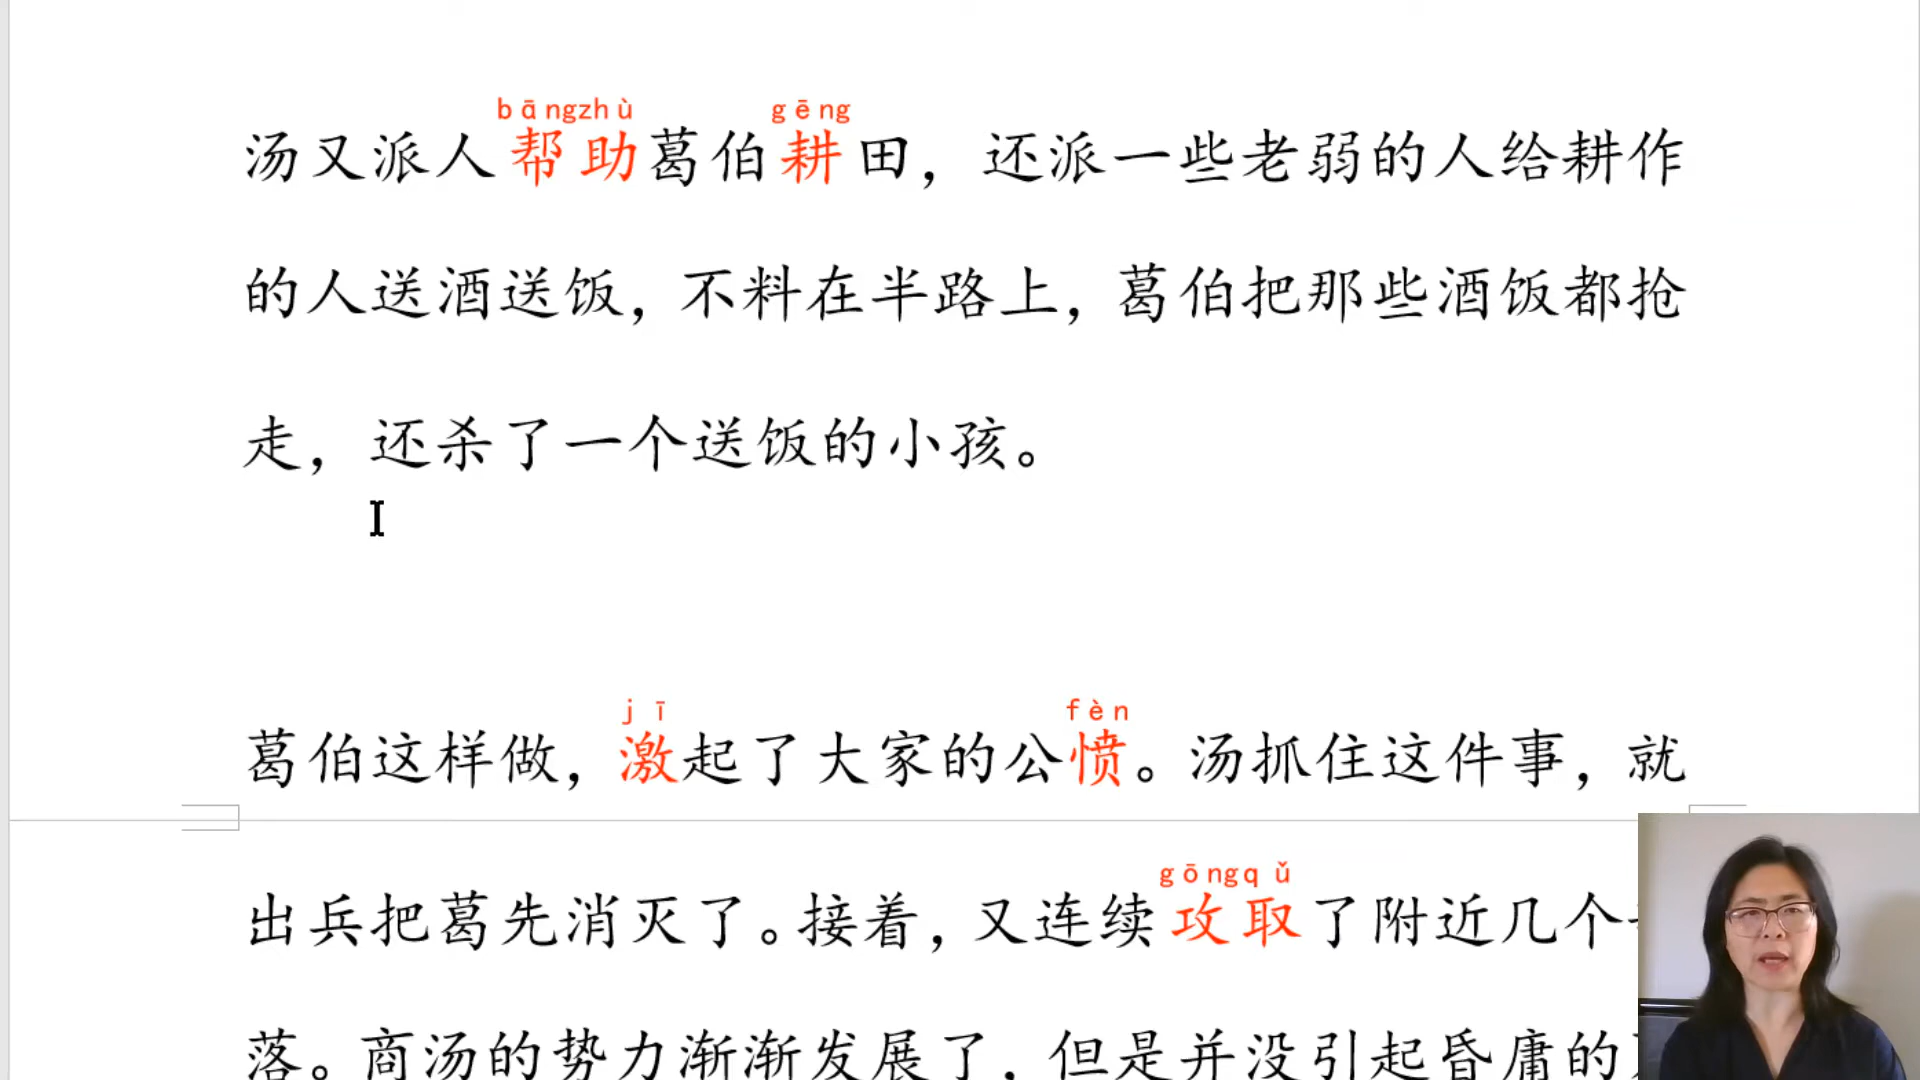 bāngzhù gēng
汤又派人帮助葛伯耕田，还派一些老弱的人给耕作
的人送酒送饭，不料在半路上，葛伯把那些酒饭都抢
走，还杀了一个送饭的小孩。
jī fèn
葛伯这样做，激起了大家的公愤。汤抓住这件事，就
gōngqǔ
出兵把葛先消灭了。接着，又连续攻取了附近几个
落。商汤的势力渐渐发展了，但是并没引起昏庸的